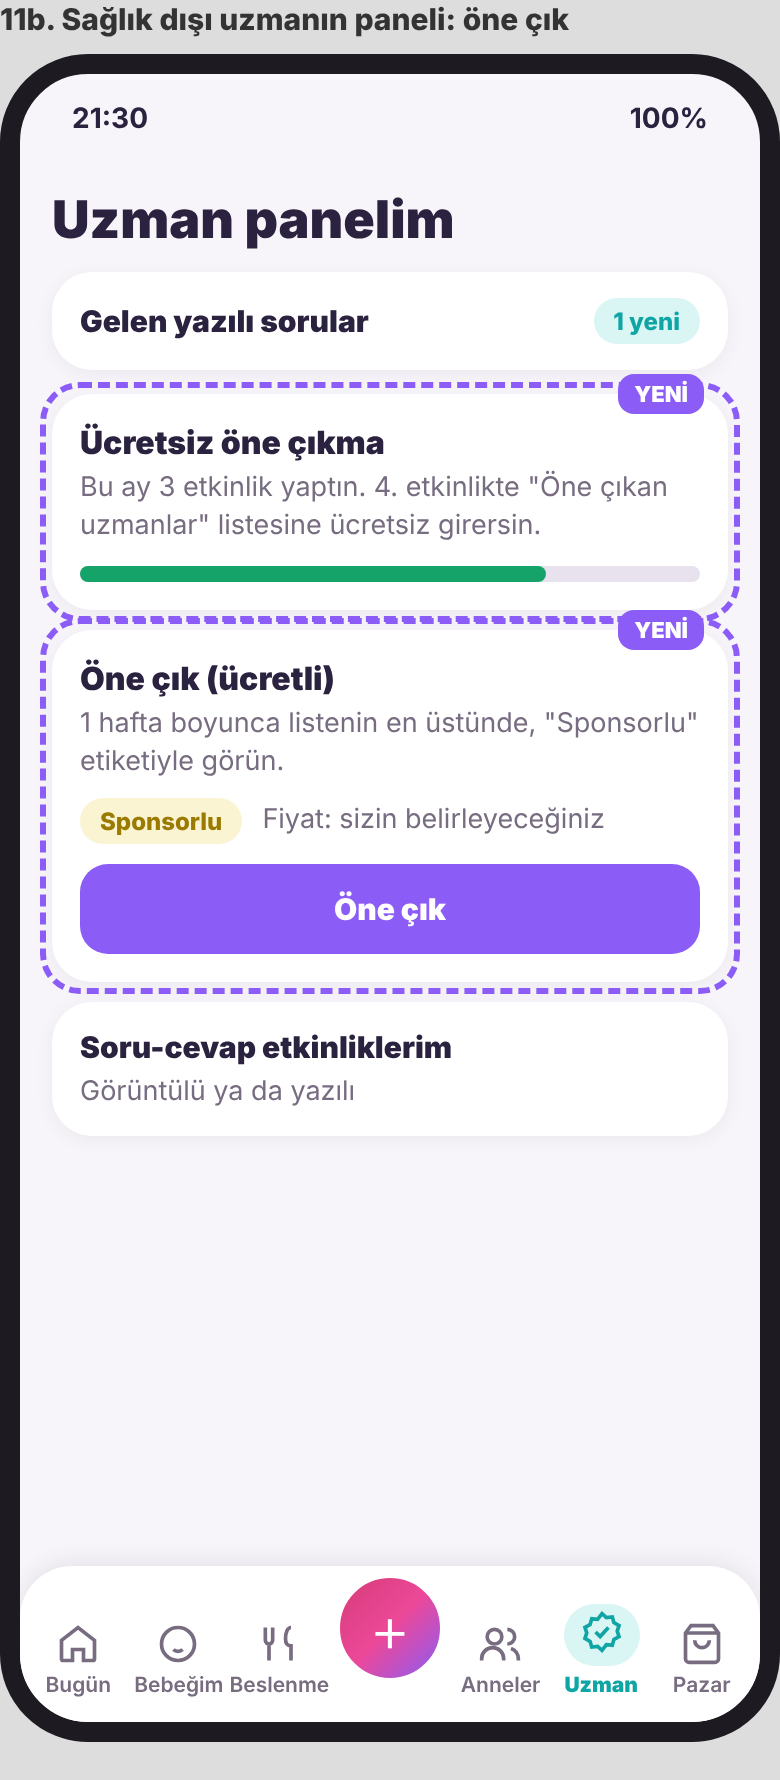 11b. Sağlık dışı uzmanın paneli: öne çık
21:30
100%
Uzman panelim
Gelen yazılı sorular
1 yeni
YENİ
Ücretsiz öne çıkma
Bu ay 3 etkinlik yaptın. 4. etkinlikte "Öne çıkan
uzmanlar" listesine ücretsiz girersin.
YENİ
Öne çık (ücretli)
1 hafta boyunca listenin en üstünde, "Sponsorlu"
etiketiyle görün.
Sponsorlu
Fiyat: sizin belirleyeceğiniz
Öne çık
Soru-cevap etkinliklerim
Görüntülü ya da yazılı
Bugün
Bebeğim
Beslenme
Anneler
Uzman
Pazar